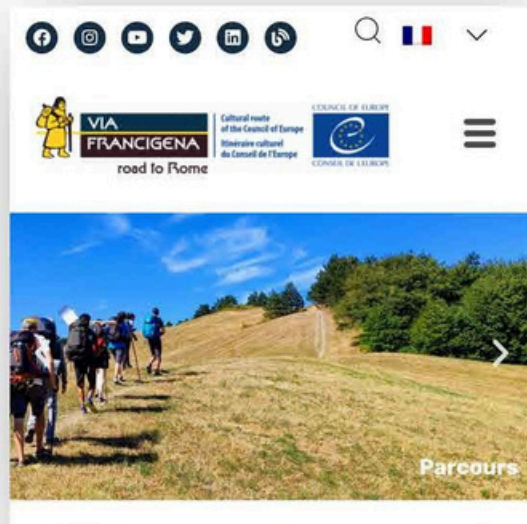 COUNCIL OF EUROPE
VIA
FRANCIGENA
road to Rome
Cultural route
of the Council of Europe
Itinéraire culturel
du Conseil de l'Europe
CONSEIL DE L'EUROPE
Parcours